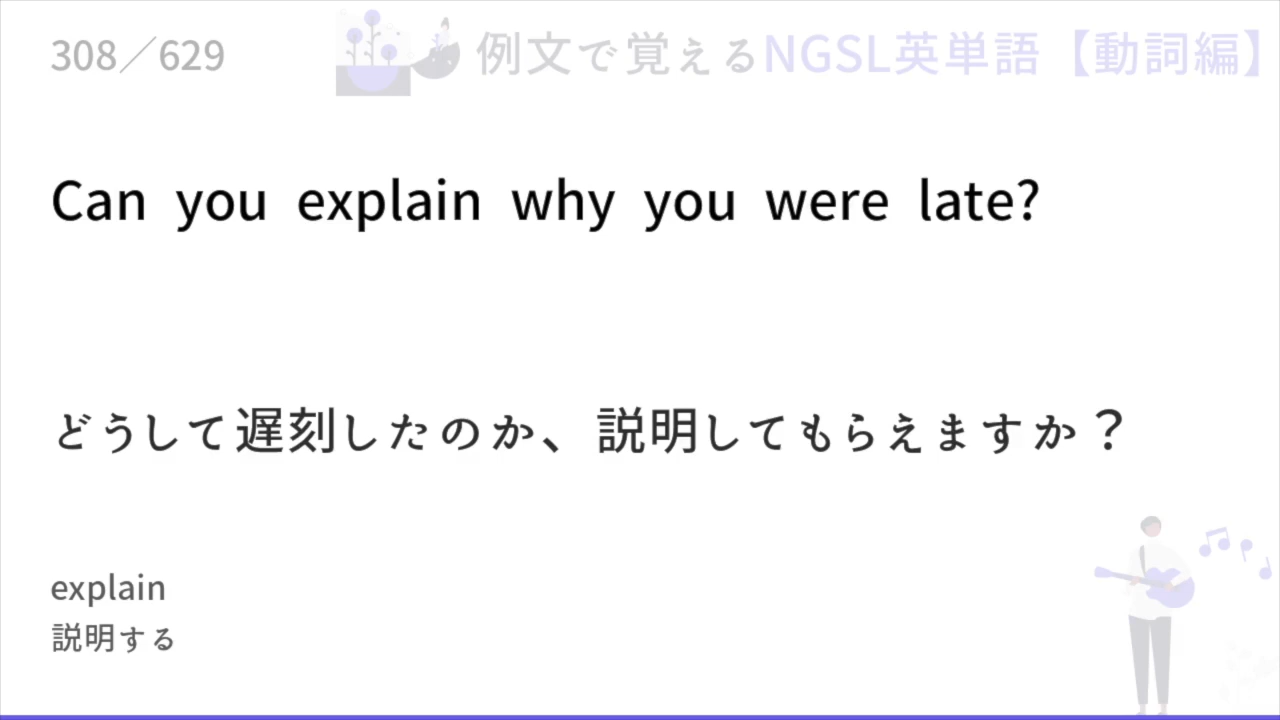 308／629
例文で覚えるNGSL英単語【動詞編】
Can you explain why you were late?
どうして遅刻したのか、説明してもらえますか？
explain
説明する